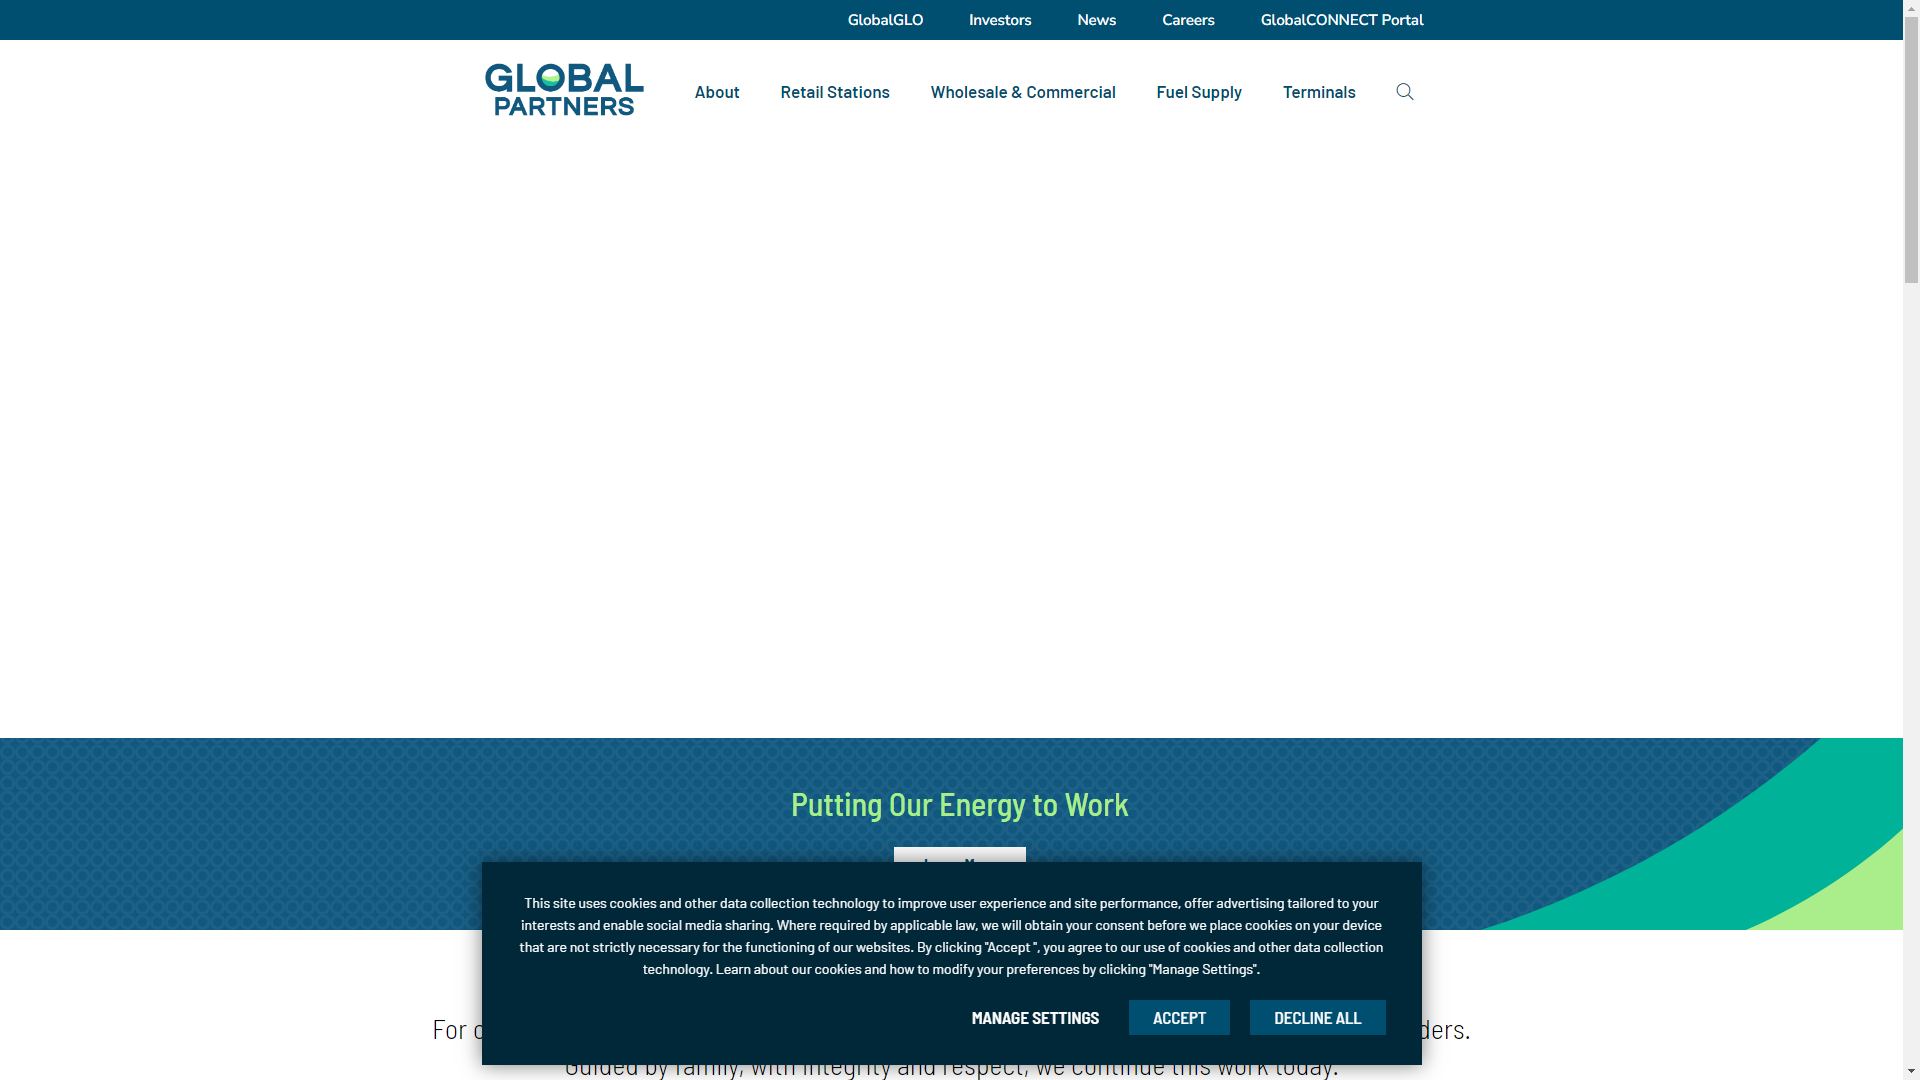 GlobalGLO Investors News Careers GlobalCONNECT Portal
GLOBAL
PARTNERS
About Retail Stations Wholesale & Commercial Fuel Supply Terminals
Putting Our Energy to Work
This site uses cookies and other data collection technology to improve user experience and site performance, offer advertising tailored to your
interests and enable social media sharing. Where required by applicable law, we will obtain your consent before we place cookies on your device
that are not strictly necessary for the functioning of our websites. By clicking "Accept ", you agree to our use of cookies and other data collection
technology. Learn about our cookies and how to modify your preferences by clicking "Manage Settings".
MANAGE SETTINGS ACCEPT DECLINE ALL
For
Guided by family, with integrity and respect, we continue this work today.